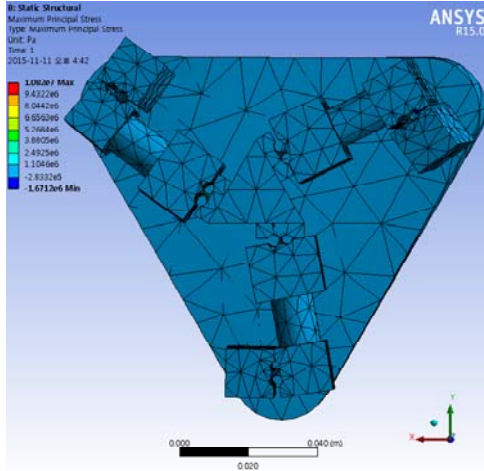 B: Static Structural
Maximum Principal Stress
Type: Maximum Principal Stress
Unit: Pa
Time: 1
2015-11-11 오후 4:42
1.082e7 Max
9.4322e6
8.0442e6
6.6563e6
5.2684e6
3.8805e6
2.4925e6
1.1046e6
-2.8332e5
-1.6712e6 Min
ANSYS
R15.0
0.000
0.040 (m)
0.020
Y
X